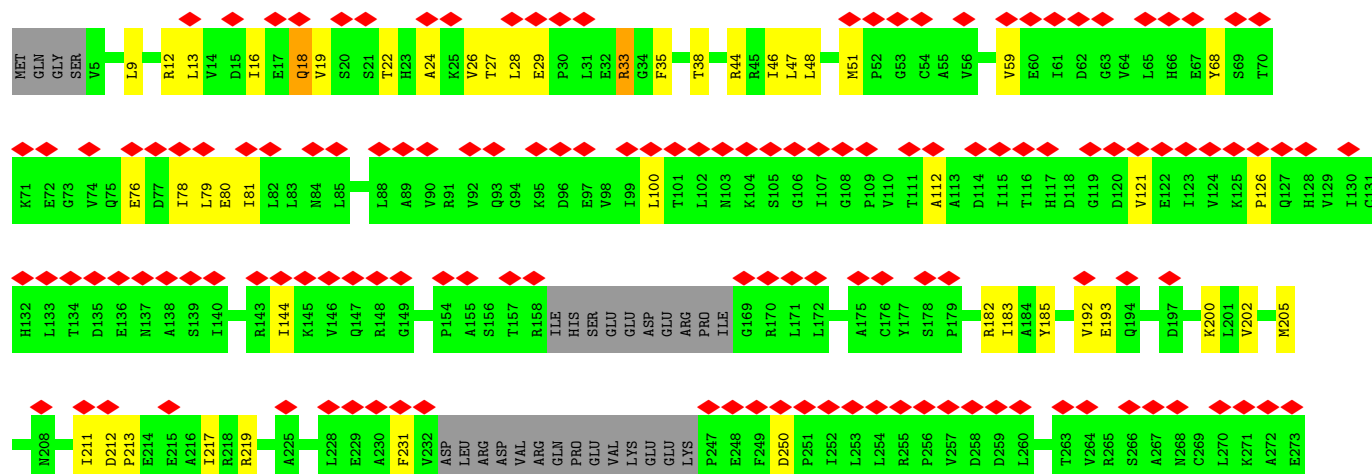 MET GLN GLY SER V5 L9 R12 L13 V14 D15 I16 E17 Q18 V19 S20 S21 T22 H23 A24 K25 V26 T27 L28 E29 P30 L31 E32 R33 G34 F35 T38 R44 R45 I46 L47 L48 M51 P52 G53 C54 A55 V56 V59 E60 I61 D62 G63 V64 L65 H66 E67 Y68 S69 T70
K71 E72 G73 V74 Q75 E76 D77 I78 L79 E80 I81 L82 L83 N84 L85 L88 A89 V90 R91 V92 Q93 G94 K95 D96 E97 V98 I99 L100 T101 L102 N103 K104 S105 G106 I107 G108 P109 V110 T111 A112 A113 D114 I115 T116 H117 D118 G119 D120 V121 E122 I123 V124 K125 P126 Q127 H128 V129 I130 C131
H132 L133 T134 D135 E136 N137 A138 S139 I140 R143 I144 K145 V146 Q147 R148 G149 P154 A155 S156 T157 R158 ILE HIS SER GLU GLU ASP GLU ARG PRO ILE G169 R170 L171 L172 A175 C176 Y177 S178 P179 R182 I183 A184 Y185 V192 E193 Q194 D197 K200 L201 V202 M205
N208 I211 D212 P213 E214 E215 A216 I217 R218 R219 A225 L228 E229 A230 F231 V232 ASP LEU ARG ASP VAL ARG GLN PRO GLU VAL LYS GLU GLU LYS P247 E248 F249 D250 P251 I252 L253 L254 R255 P256 V257 D258 D259 L260 T263 V264 R265 S266 A267 N268 C269 L270 K271 A272 E273